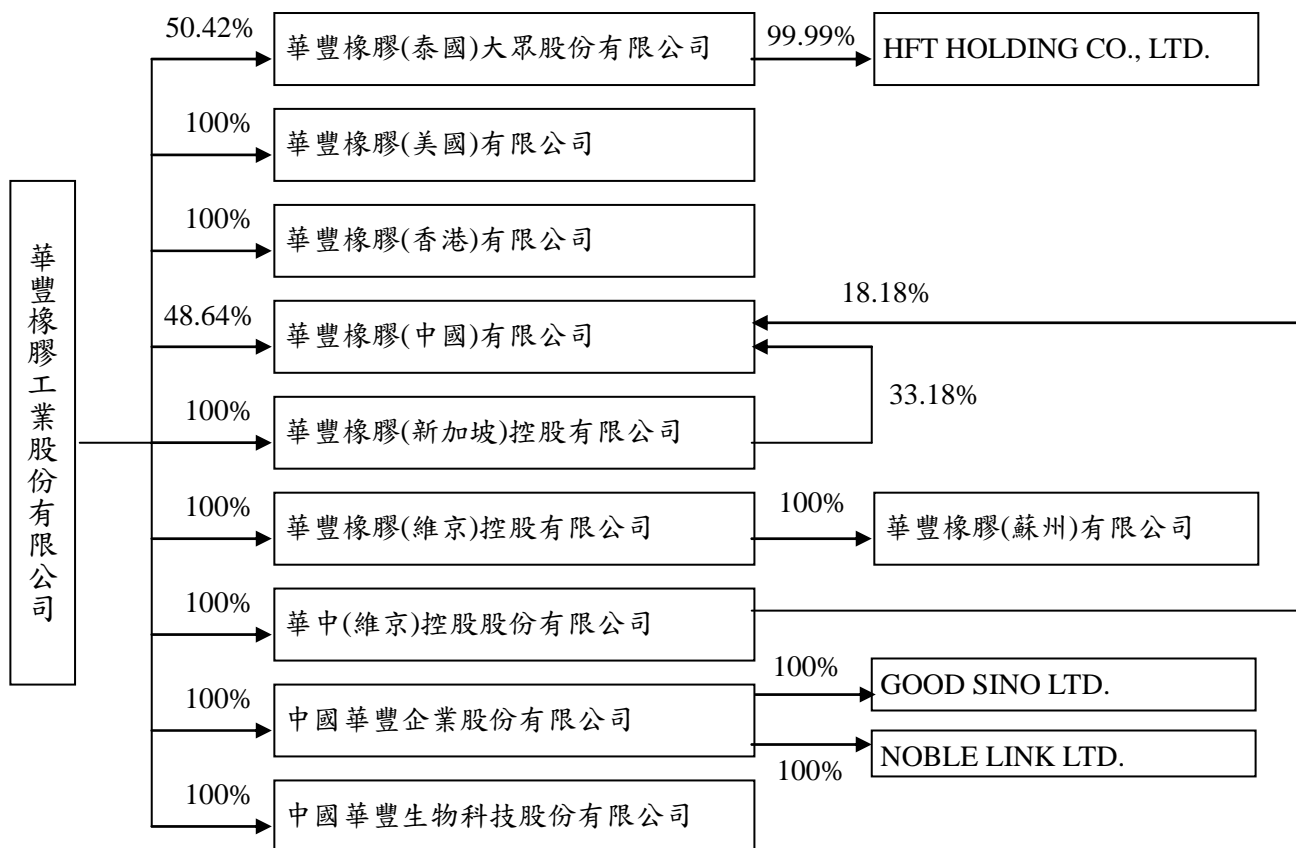 華豐橡膠工業股份有限公司
50.42%
華豐橡膠(泰國)大眾股份有限公司
99.99%
HFT HOLDING CO., LTD.
100%
華豐橡膠(美國)有限公司
100%
華豐橡膠(香港)有限公司
48.64%
華豐橡膠(中國)有限公司
18.18%
33.18%
100%
華豐橡膠(新加坡)控股有限公司
100%
華豐橡膠(維京)控股有限公司
100%
華豐橡膠(蘇州)有限公司
100%
華中(維京)控股股份有限公司
100%
中國華豐企業股份有限公司
100%
GOOD SINO LTD.
100%
NOBLE LINK LTD.
100%
中國華豐生物科技股份有限公司